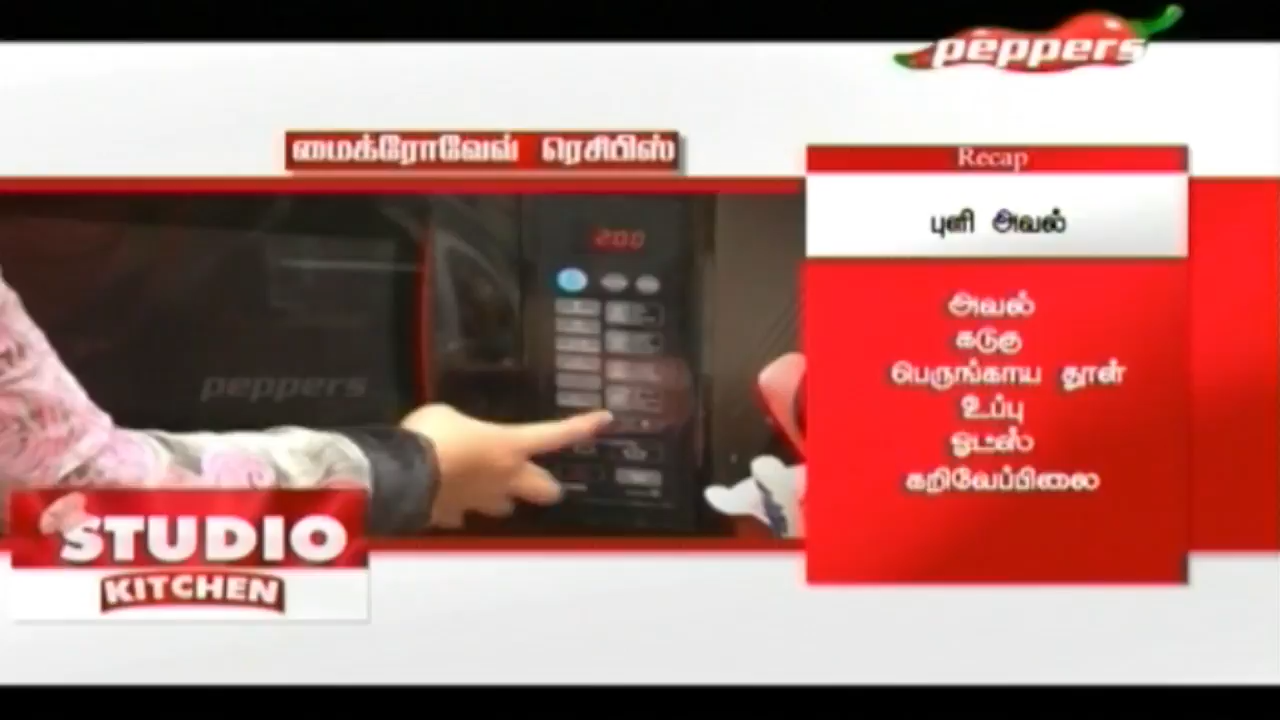 peppers
மைக்ரோவேவ் ரெசிபிஸ்
Recap
புளி அவல்
200
அவல்
கடுகு
பெருங்காய தூள்
உப்பு
ஓட்ஸ்
கறிவேப்பிலை
peppers
STUDIO
KITCHEN